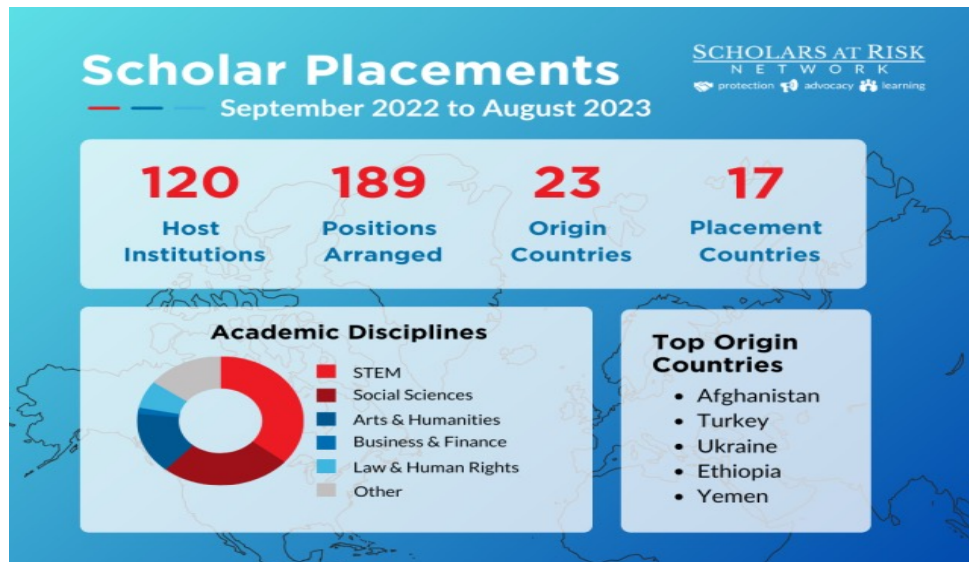 Scholar Placements
September 2022 to August 2023
SCHOLARS AT RISK
NETWORK
protection advocacy learning
120
Host
Institutions
189
Positions
Arranged
23
Origin
Countries
17
Placement
Countries
Academic Disciplines
STEM
Social Sciences
Arts & Humanities
Business & Finance
Law & Human Rights
Other
Top Origin
Countries
• Afghanistan
• Turkey
• Ukraine
• Ethiopia
• Yemen